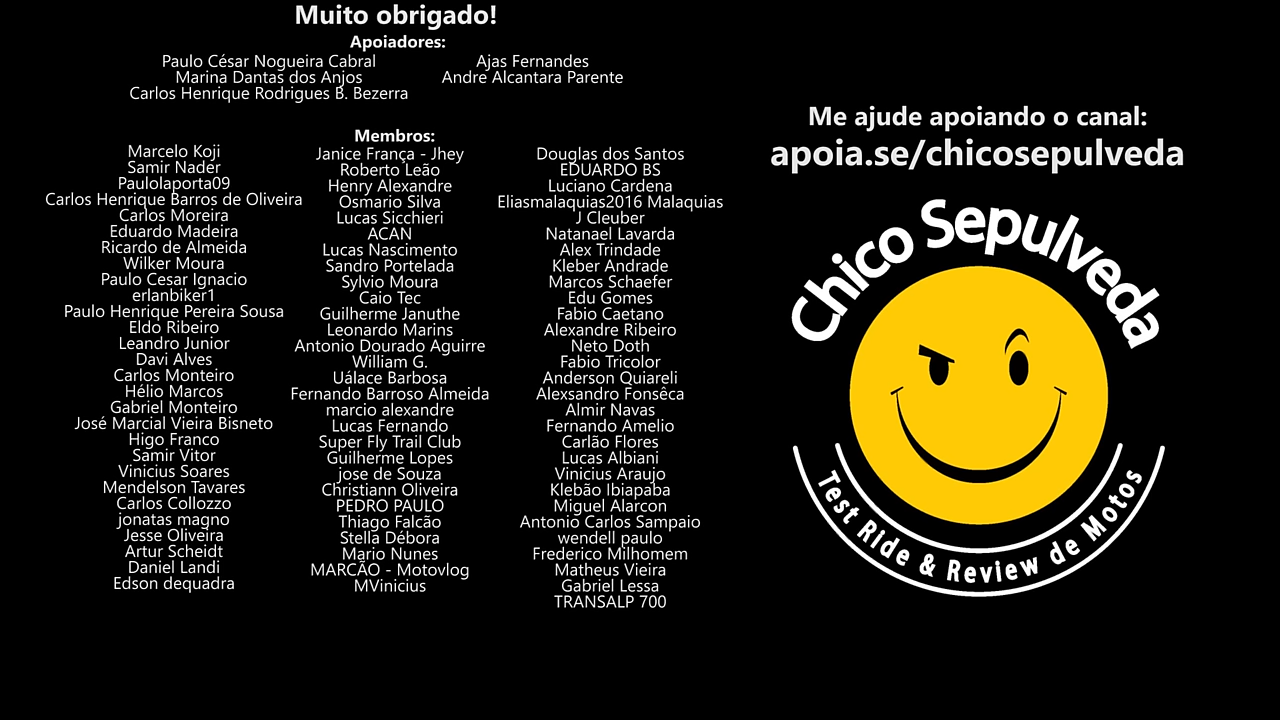 Muito obrigado!
Apoiadores:
Paulo César Nogueira Cabral
Marina Dantas dos Anjos
Carlos Henrique Rodrigues B. Bezerra
Ajas Fernandes
Andre Alcantara Parente
Membros:
Marcelo Koji
Samir Nader
Paulolaporta09
Carlos Henrique Barros de Oliveira
Carlos Moreira
Eduardo Madeira
Ricardo de Almeida
Wilker Moura
Paulo Cesar Ignacio
erlanbiker1
Paulo Henrique Pereira Sousa
Eldo Ribeiro
Leandro Junior
Davi Alves
Carlos Monteiro
Hélio Marcos
Gabriel Monteiro
José Marcial Vieira Bisneto
Higo Franco
Samir Vitor
Vinicius Soares
Mendelson Tavares
Carlos Collozzo
jonatas magno
Jesse Oliveira
Artur Scheidt
Daniel Landi
Edson dequadra
Janice França - Jhey
Roberto Leão
Henry Alexandre
Osmario Silva
Lucas Sicchieri
ACAN
Lucas Nascimento
Sandro Portelada
Sylvio Moura
Caio Tec
Guilherme Januthe
Leonardo Marins
Antonio Dourado Aguirre
William G.
Uálace Barbosa
Fernando Barroso Almeida
marcio alexandre
Lucas Fernando
Super Fly Trail Club
Guilherme Lopes
jose de Souza
Christiann Oliveira
PEDRO PAULO
Thiago Falcão
Stella Débora
Mario Nunes
MARCÃO - Motovlog
MVinicius
Douglas dos Santos
EDUARDO BS
Luciano Cardena
Eliasmalaquias2016 Malaquias
J Cleuber
Natanael Lavarda
Alex Trindade
Kleber Andrade
Marcos Schaefer
Edu Gomes
Fabio Caetano
Alexandre Ribeiro
Neto Doth
Fabio Tricolor
Anderson Quiareli
Alexsandro Fonsêca
Almir Navas
Fernando Amelio
Carlão Flores
Lucas Albiani
Vinicius Araujo
Klebão Ibiapaba
Miguel Alarcon
Antonio Carlos Sampaio
wendell paulo
Frederico Milhomem
Matheus Vieira
Gabriel Lessa
TRANSALP 700
Me ajude apoiando o canal:
apoia.se/chicosepulveda
Chico Sepulveda
Test Ride & Review de Motos